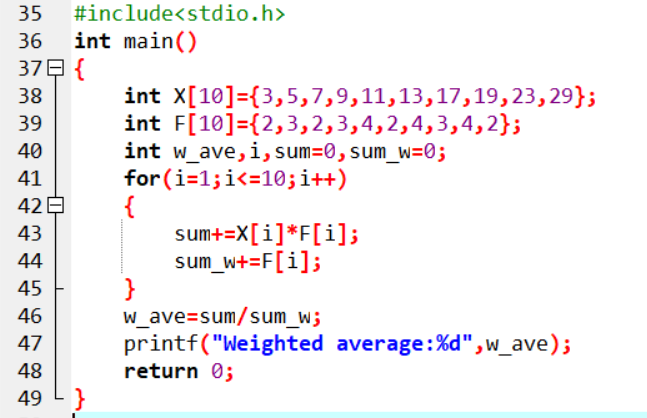 35 #include<stdio.h>
36 int main()
37 {
38 int X[10]={3,5,7,9,11,13,17,19,23,29};
39 int F[10]={2,3,2,3,4,2,4,3,4,2};
40 int w_ave,i,sum=0,sum_w=0;
41 for(i=1;i<=10;i++)
42 {
43 sum+=X[i]*F[i];
44 sum_w+=F[i];
45 }
46 w_ave=sum/sum_w;
47 printf("Weighted average:%d",w_ave);
48 return 0;
49 }